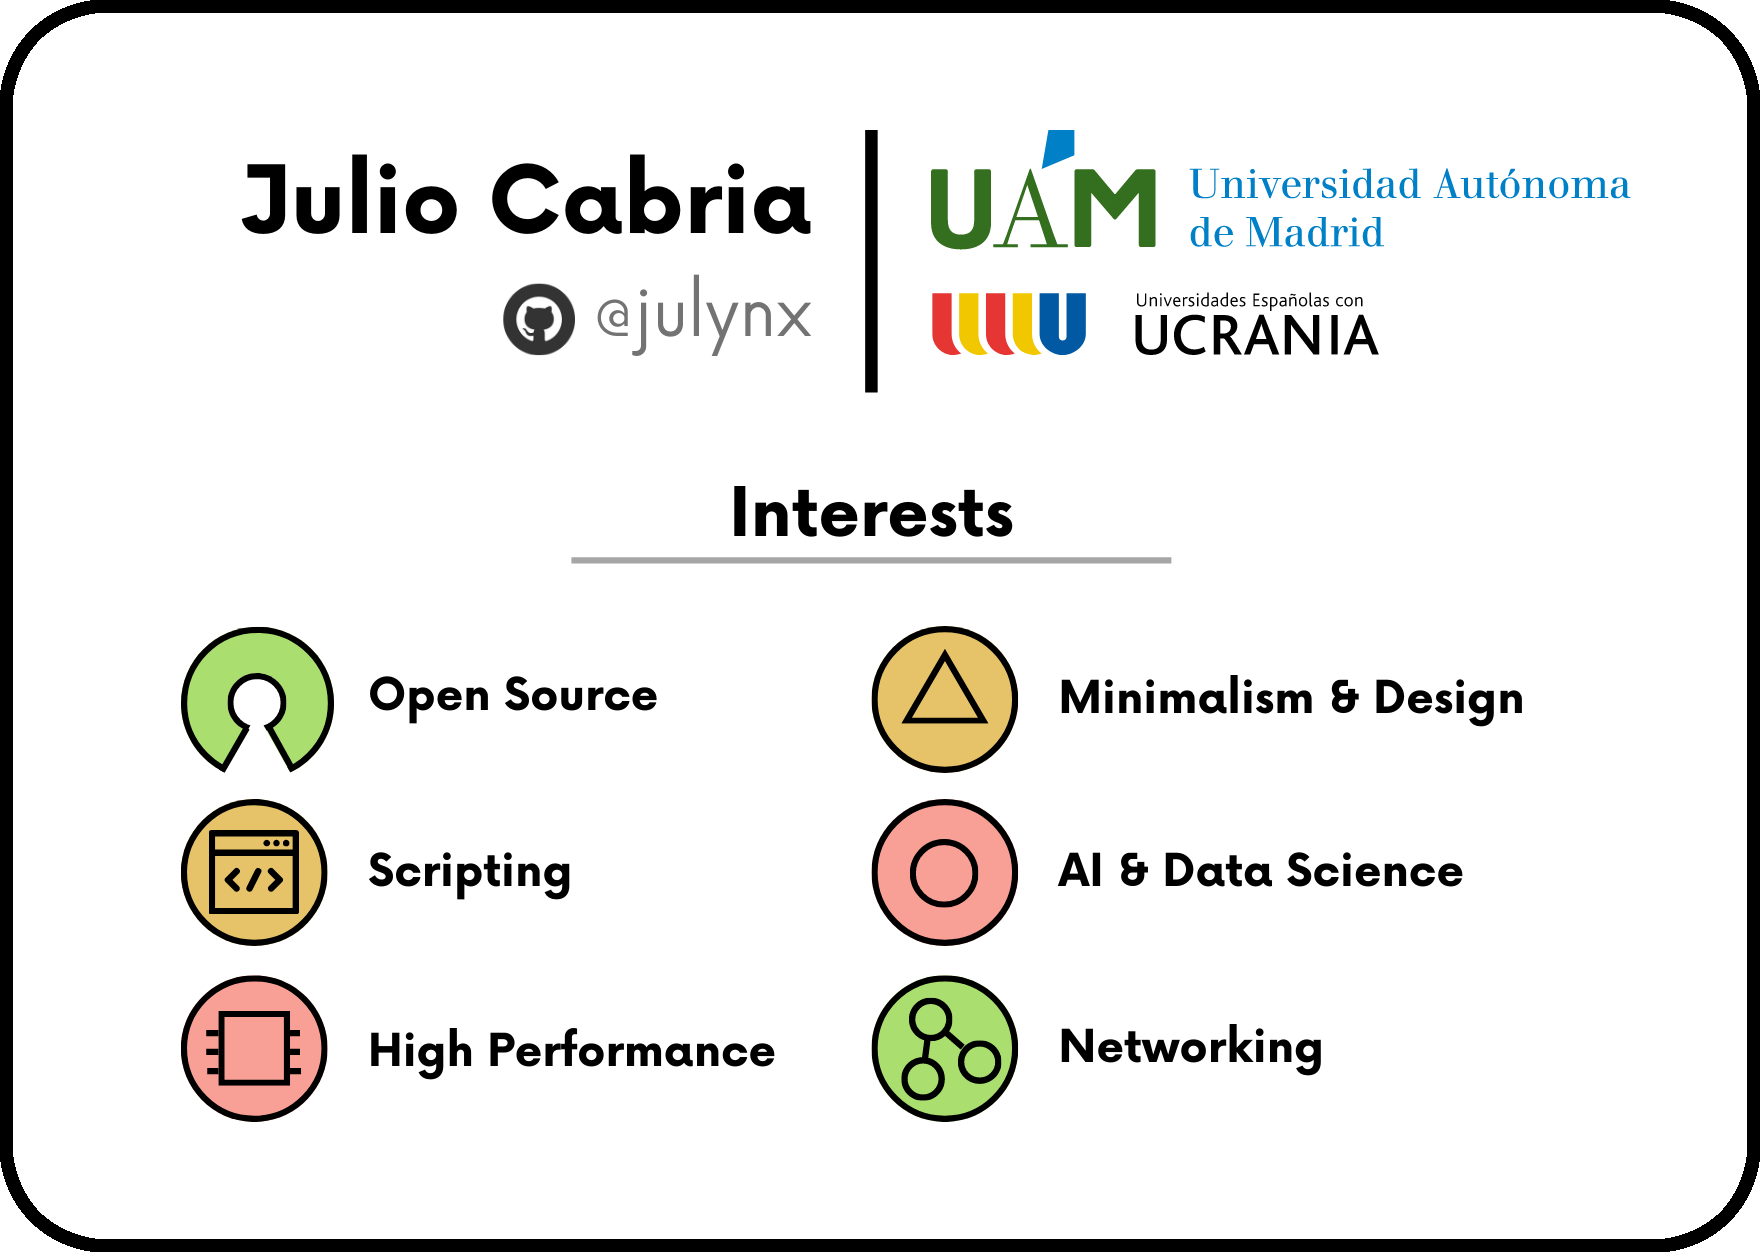 Julio Cabria
@julynx
UAM Universidad Autónoma
de Madrid
Universidades Españolas con
UCRANIA
Interests
Open Source
Minimalism & Design
Scripting
</>
AI & Data Science
High Performance
Networking